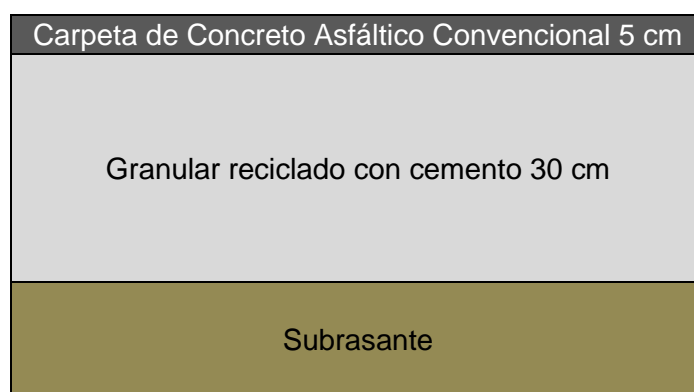 Carpeta de Concreto Asfáltico Convencional 5 cm
Granular reciclado con cemento 30 cm
Subrasante